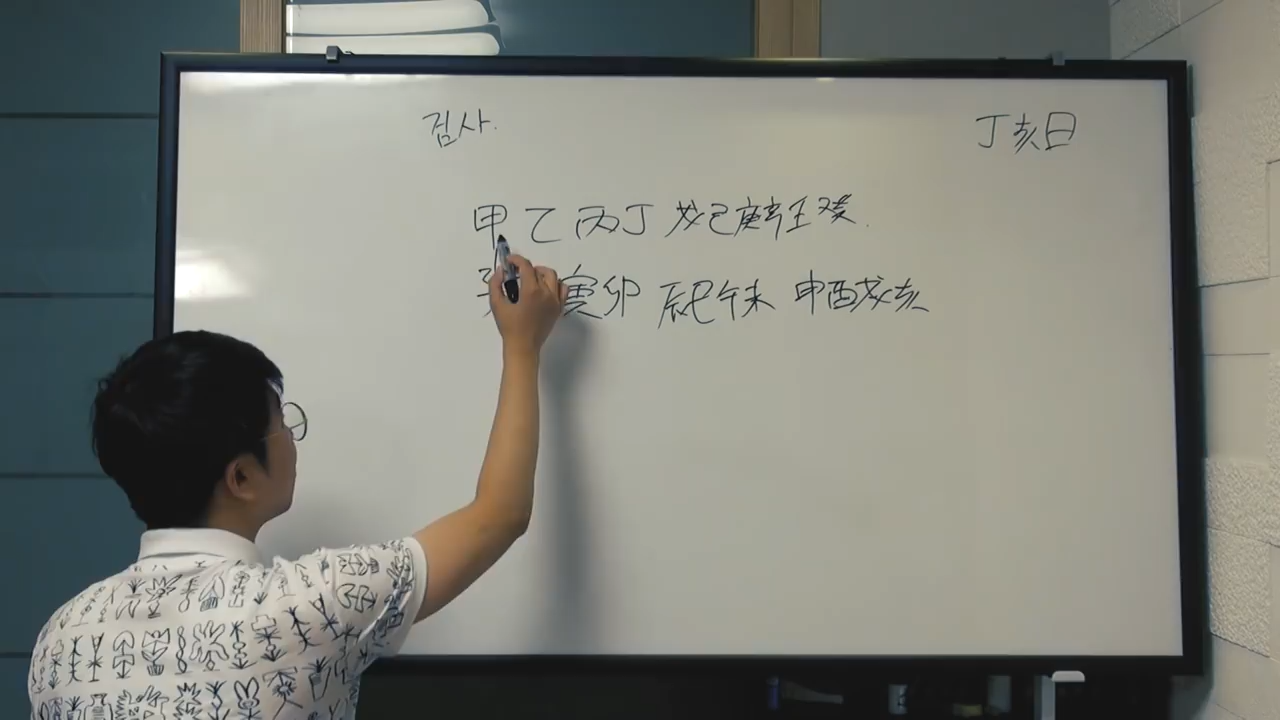 검사. 丁亥日
甲乙丙丁戊己庚辛壬癸.
子 寅卯辰巳午未申酉戌亥